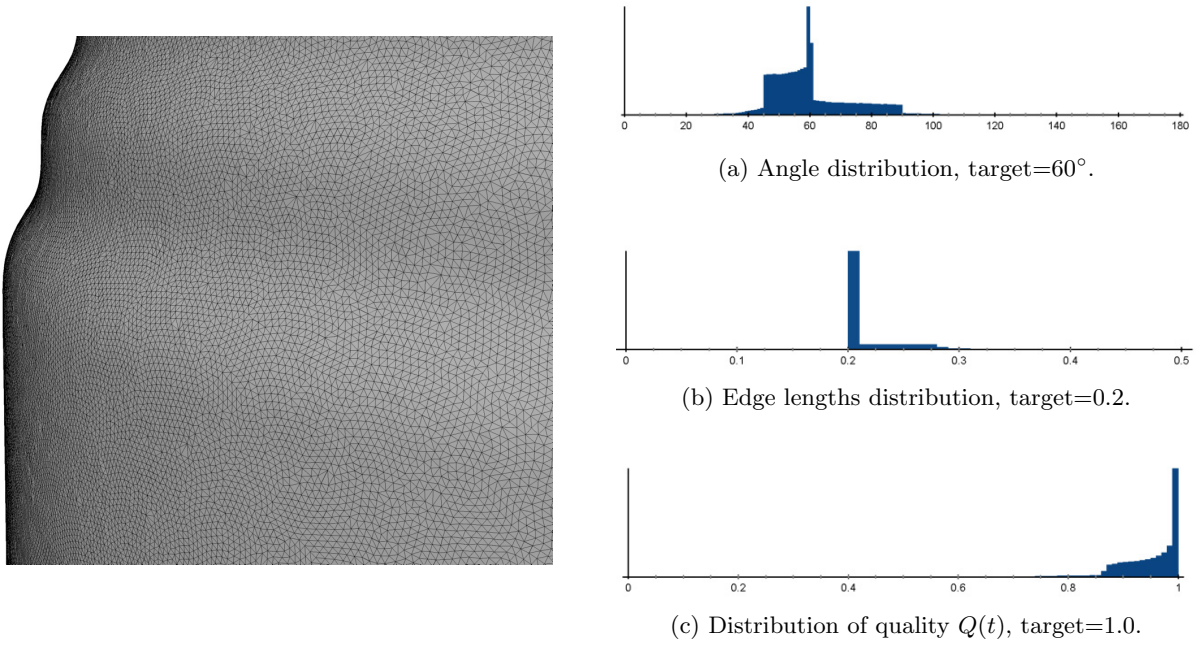 0 20 40 60 80 100 120 140 160 180
(a) Angle distribution, target=60°.
0 0.1 0.2 0.3 0.4 0.5
(b) Edge lengths distribution, target=0.2.
0 0.2 0.4 0.6 0.8 1
(c) Distribution of quality Q(t), target=1.0.